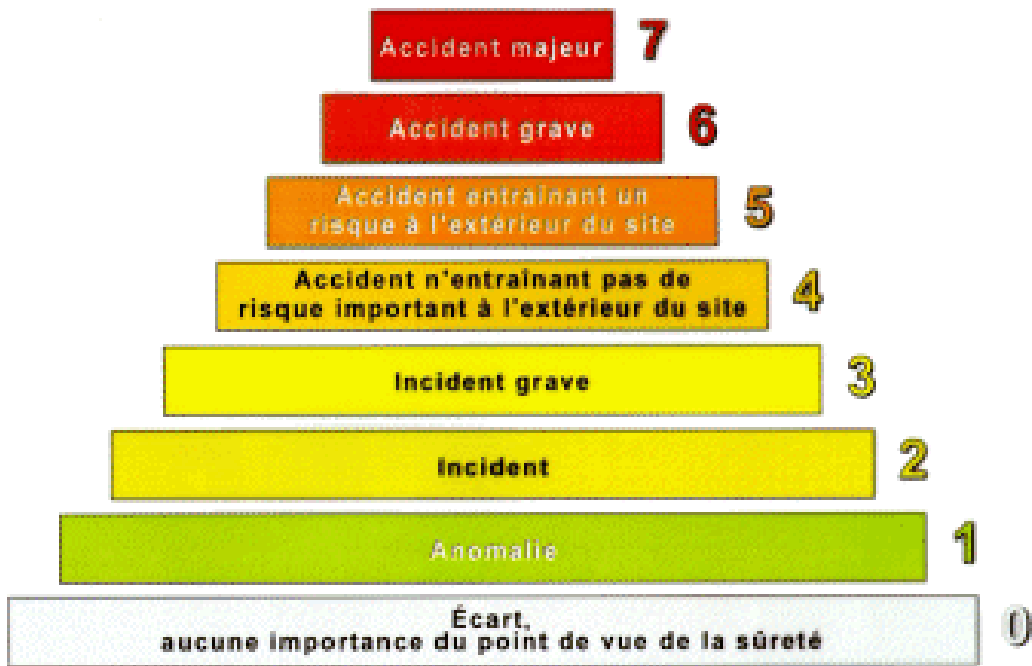 Accident majeur 7
Accident grave 6
Accident entraînant un
risque à l'extérieur du site 5
Accident n'entraînant pas de
risque important à l'extérieur du site 4
Incident grave 3
Incident 2
Anomalie 1
Écart,
aucune importance du point de vue de la sûreté 0